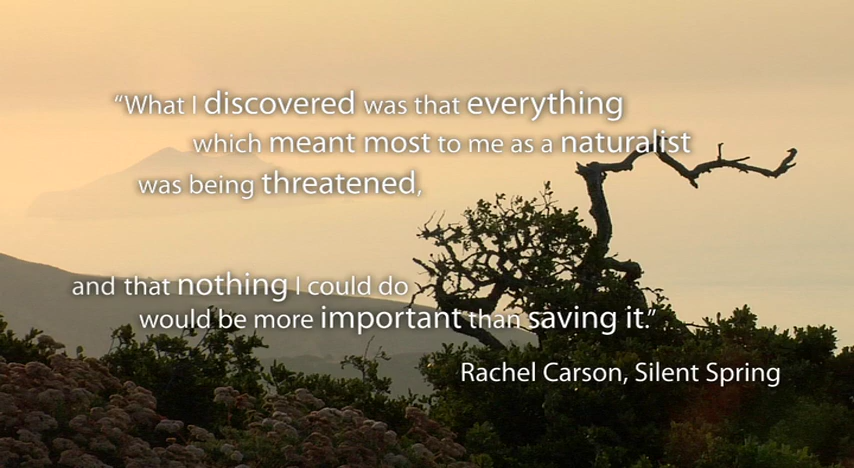 “What I discovered was that everything
which meant most to me as a naturalist
was being threatened,
and that nothing I could do
would be more important than saving it.”
Rachel Carson, Silent Spring